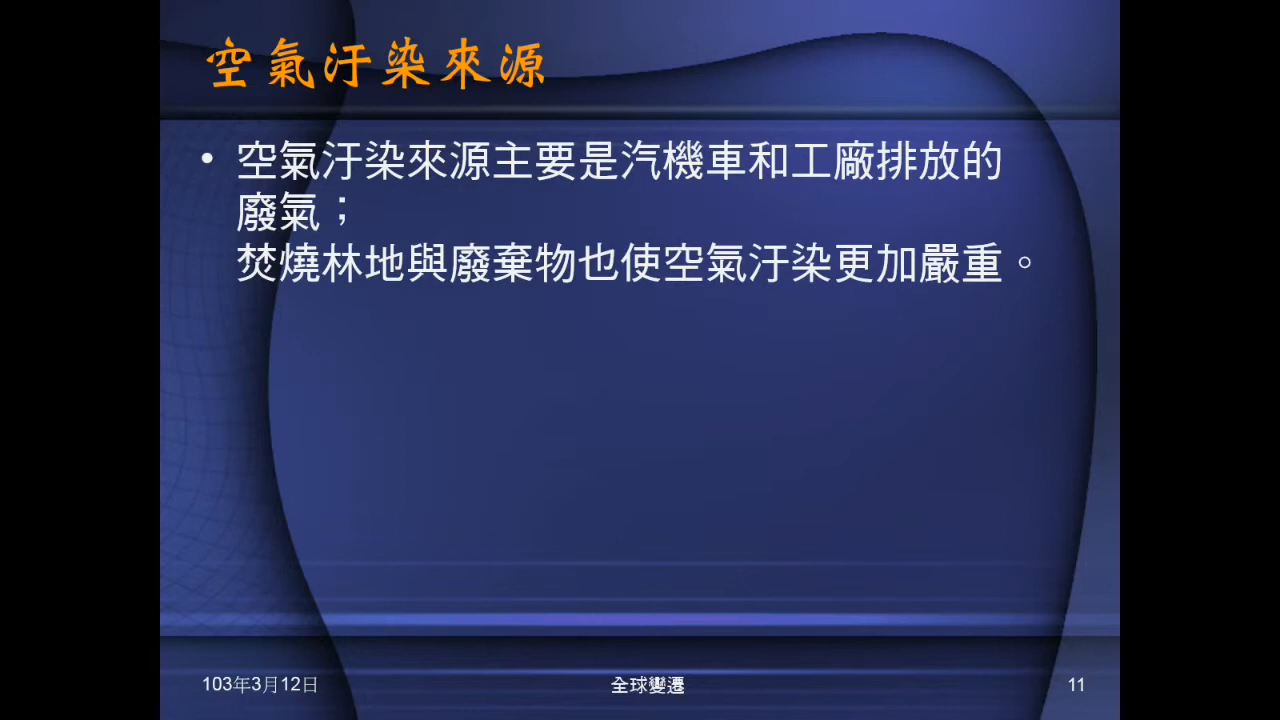 空氣汙染來源
• 空氣汙染來源主要是汽機車和工廠排放的
廢氣；
焚燒林地與廢棄物也使空氣汙染更加嚴重。
103年3月12日
全球變遷
11